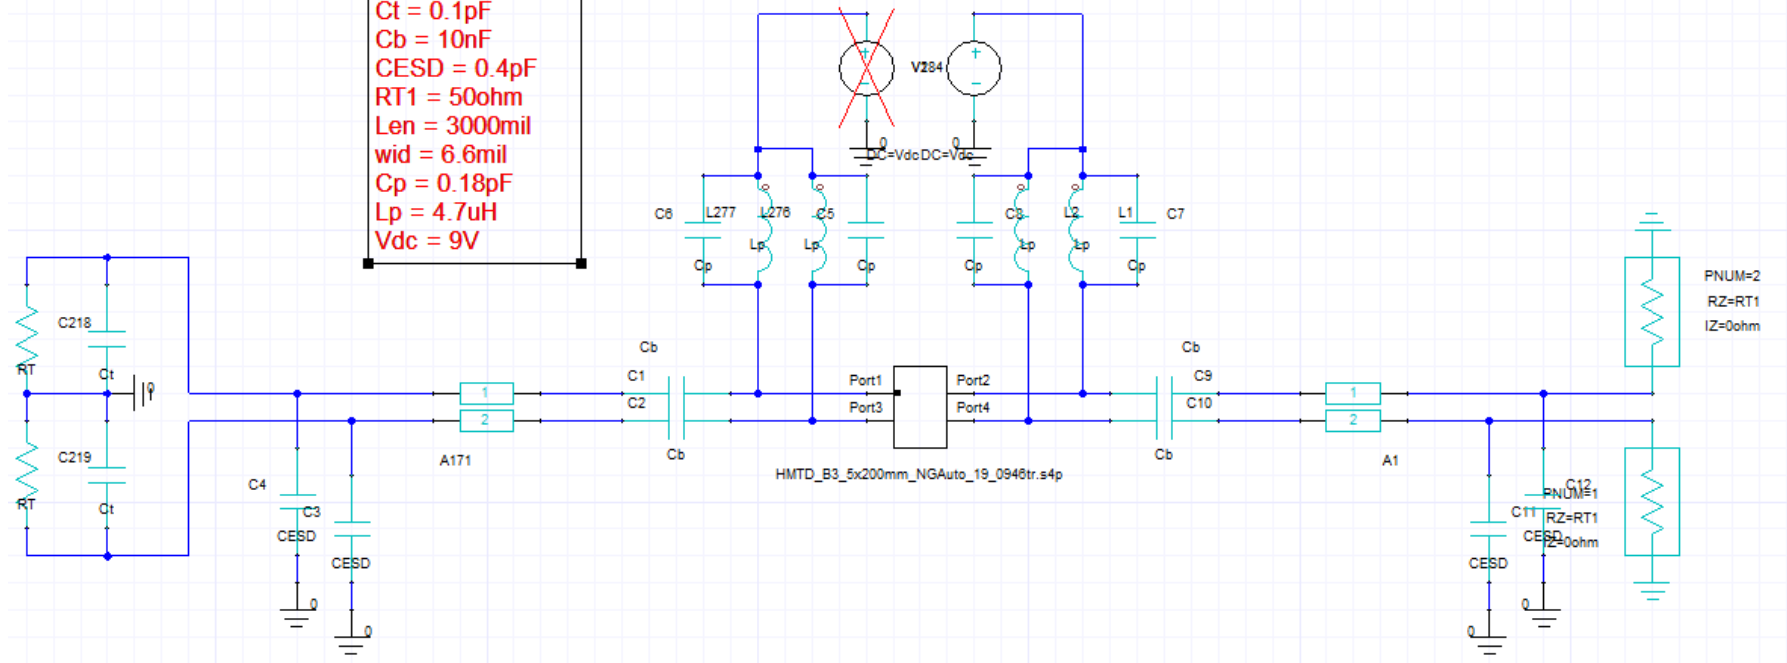 Ct = 0.1pF
Cb = 10nF
CESD = 0.4pF
RT1 = 50ohm
Len = 3000mil
wid = 6.6mil
Cp = 0.18pF
Lp = 4.7uH
Vdc = 9V
0
0
DC=Vdc
DC=Vdc
C6
L277
L276
C5
C8
L2
L1
C7
Lp
Lp
Lp
Lp
Cp
Cp
Cp
Cp
PNUM=2
RZ=RT1
IZ=0ohm
C218
RT
Ct
0
Cb
Cb
C1
C2
Port1
Port2
Port3
Port4
C9
C10
1
2
1
2
C219
A171
Cb
HMTD_B3_5x200mm_NGAuto_19_0946tr.s4p
Cb
A1
RT
Ct
C4
C3
CESD
CESD
0
0
C12
PNUM=1
C11
RZ=RT1
CESD
IZ=0ohm
CESD
0
0